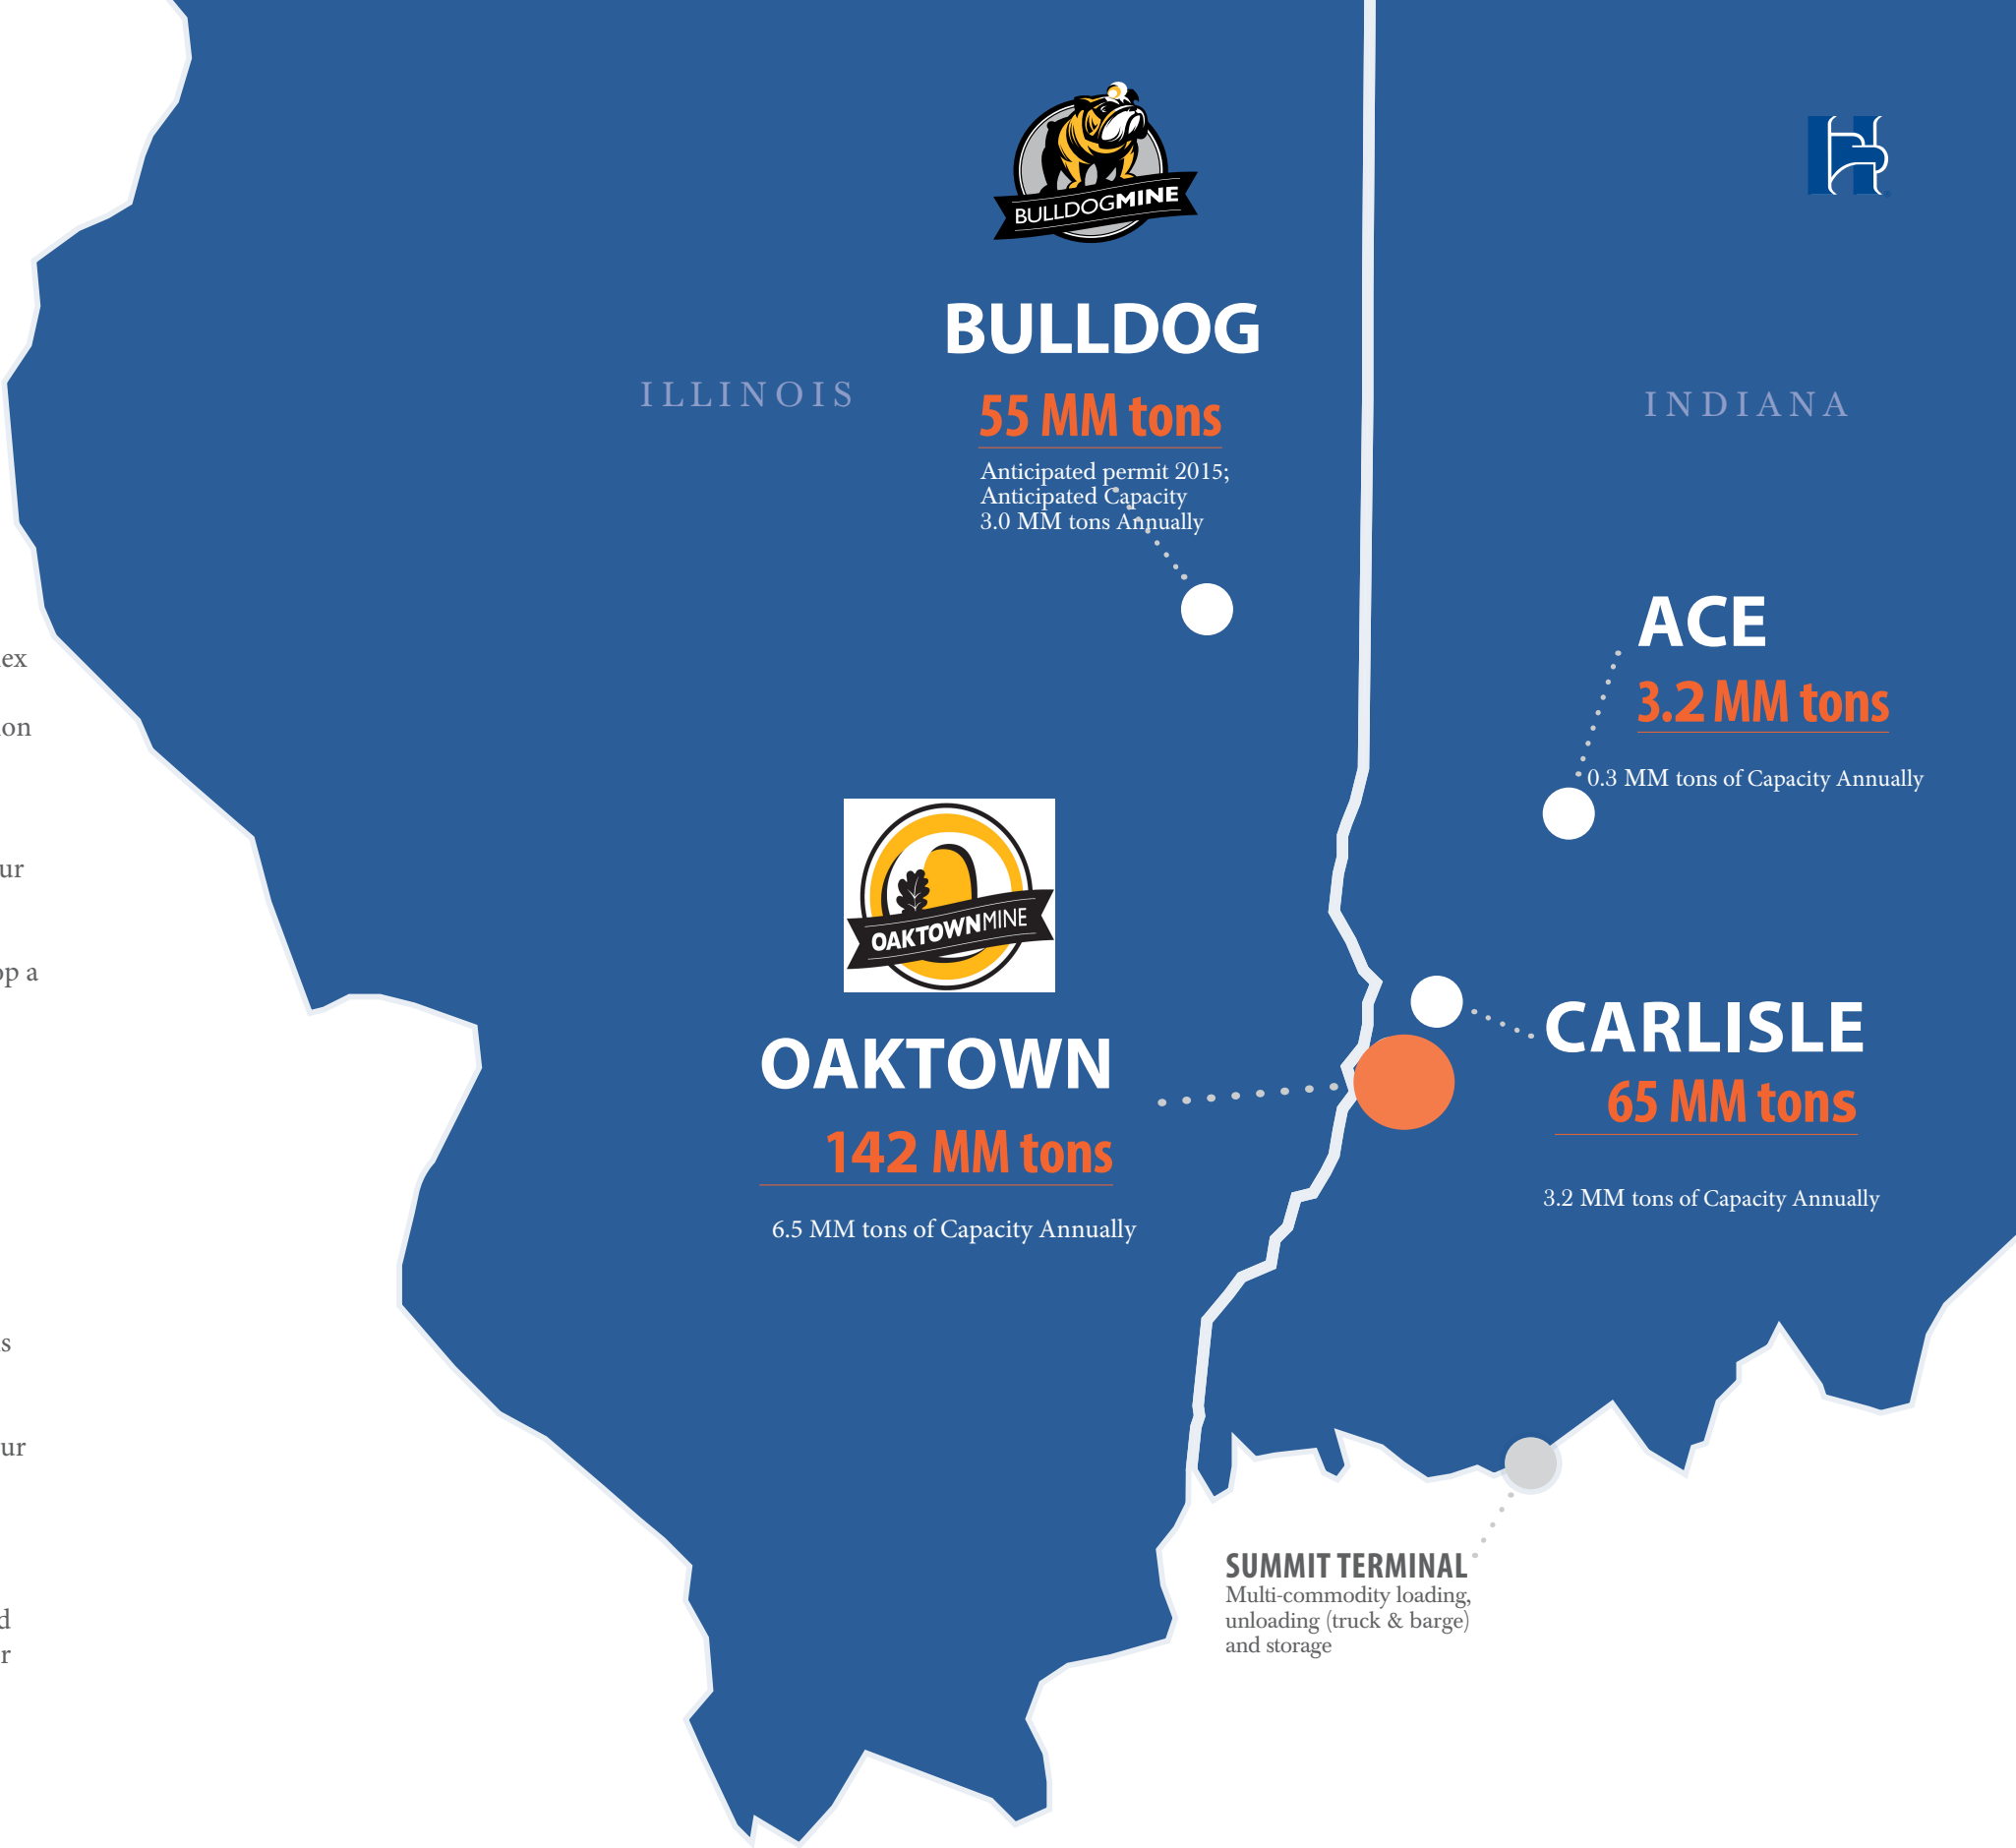 BULLDOGMINE
BULLDOG
ILLINOIS
55 MM tons
INDIANA
Anticipated permit 2015;
Anticipated Capacity
3.0 MM tons Annually
ACE
3.2 MM tons
0.3 MM tons of Capacity Annually
OAKTOWNMINE
CARLISLE
65 MM tons
3.2 MM tons of Capacity Annually
OAKTOWN
142 MM tons
6.5 MM tons of Capacity Annually
SUMMIT TERMINAL
Multi-commodity loading,
unloading (truck & barge)
and storage